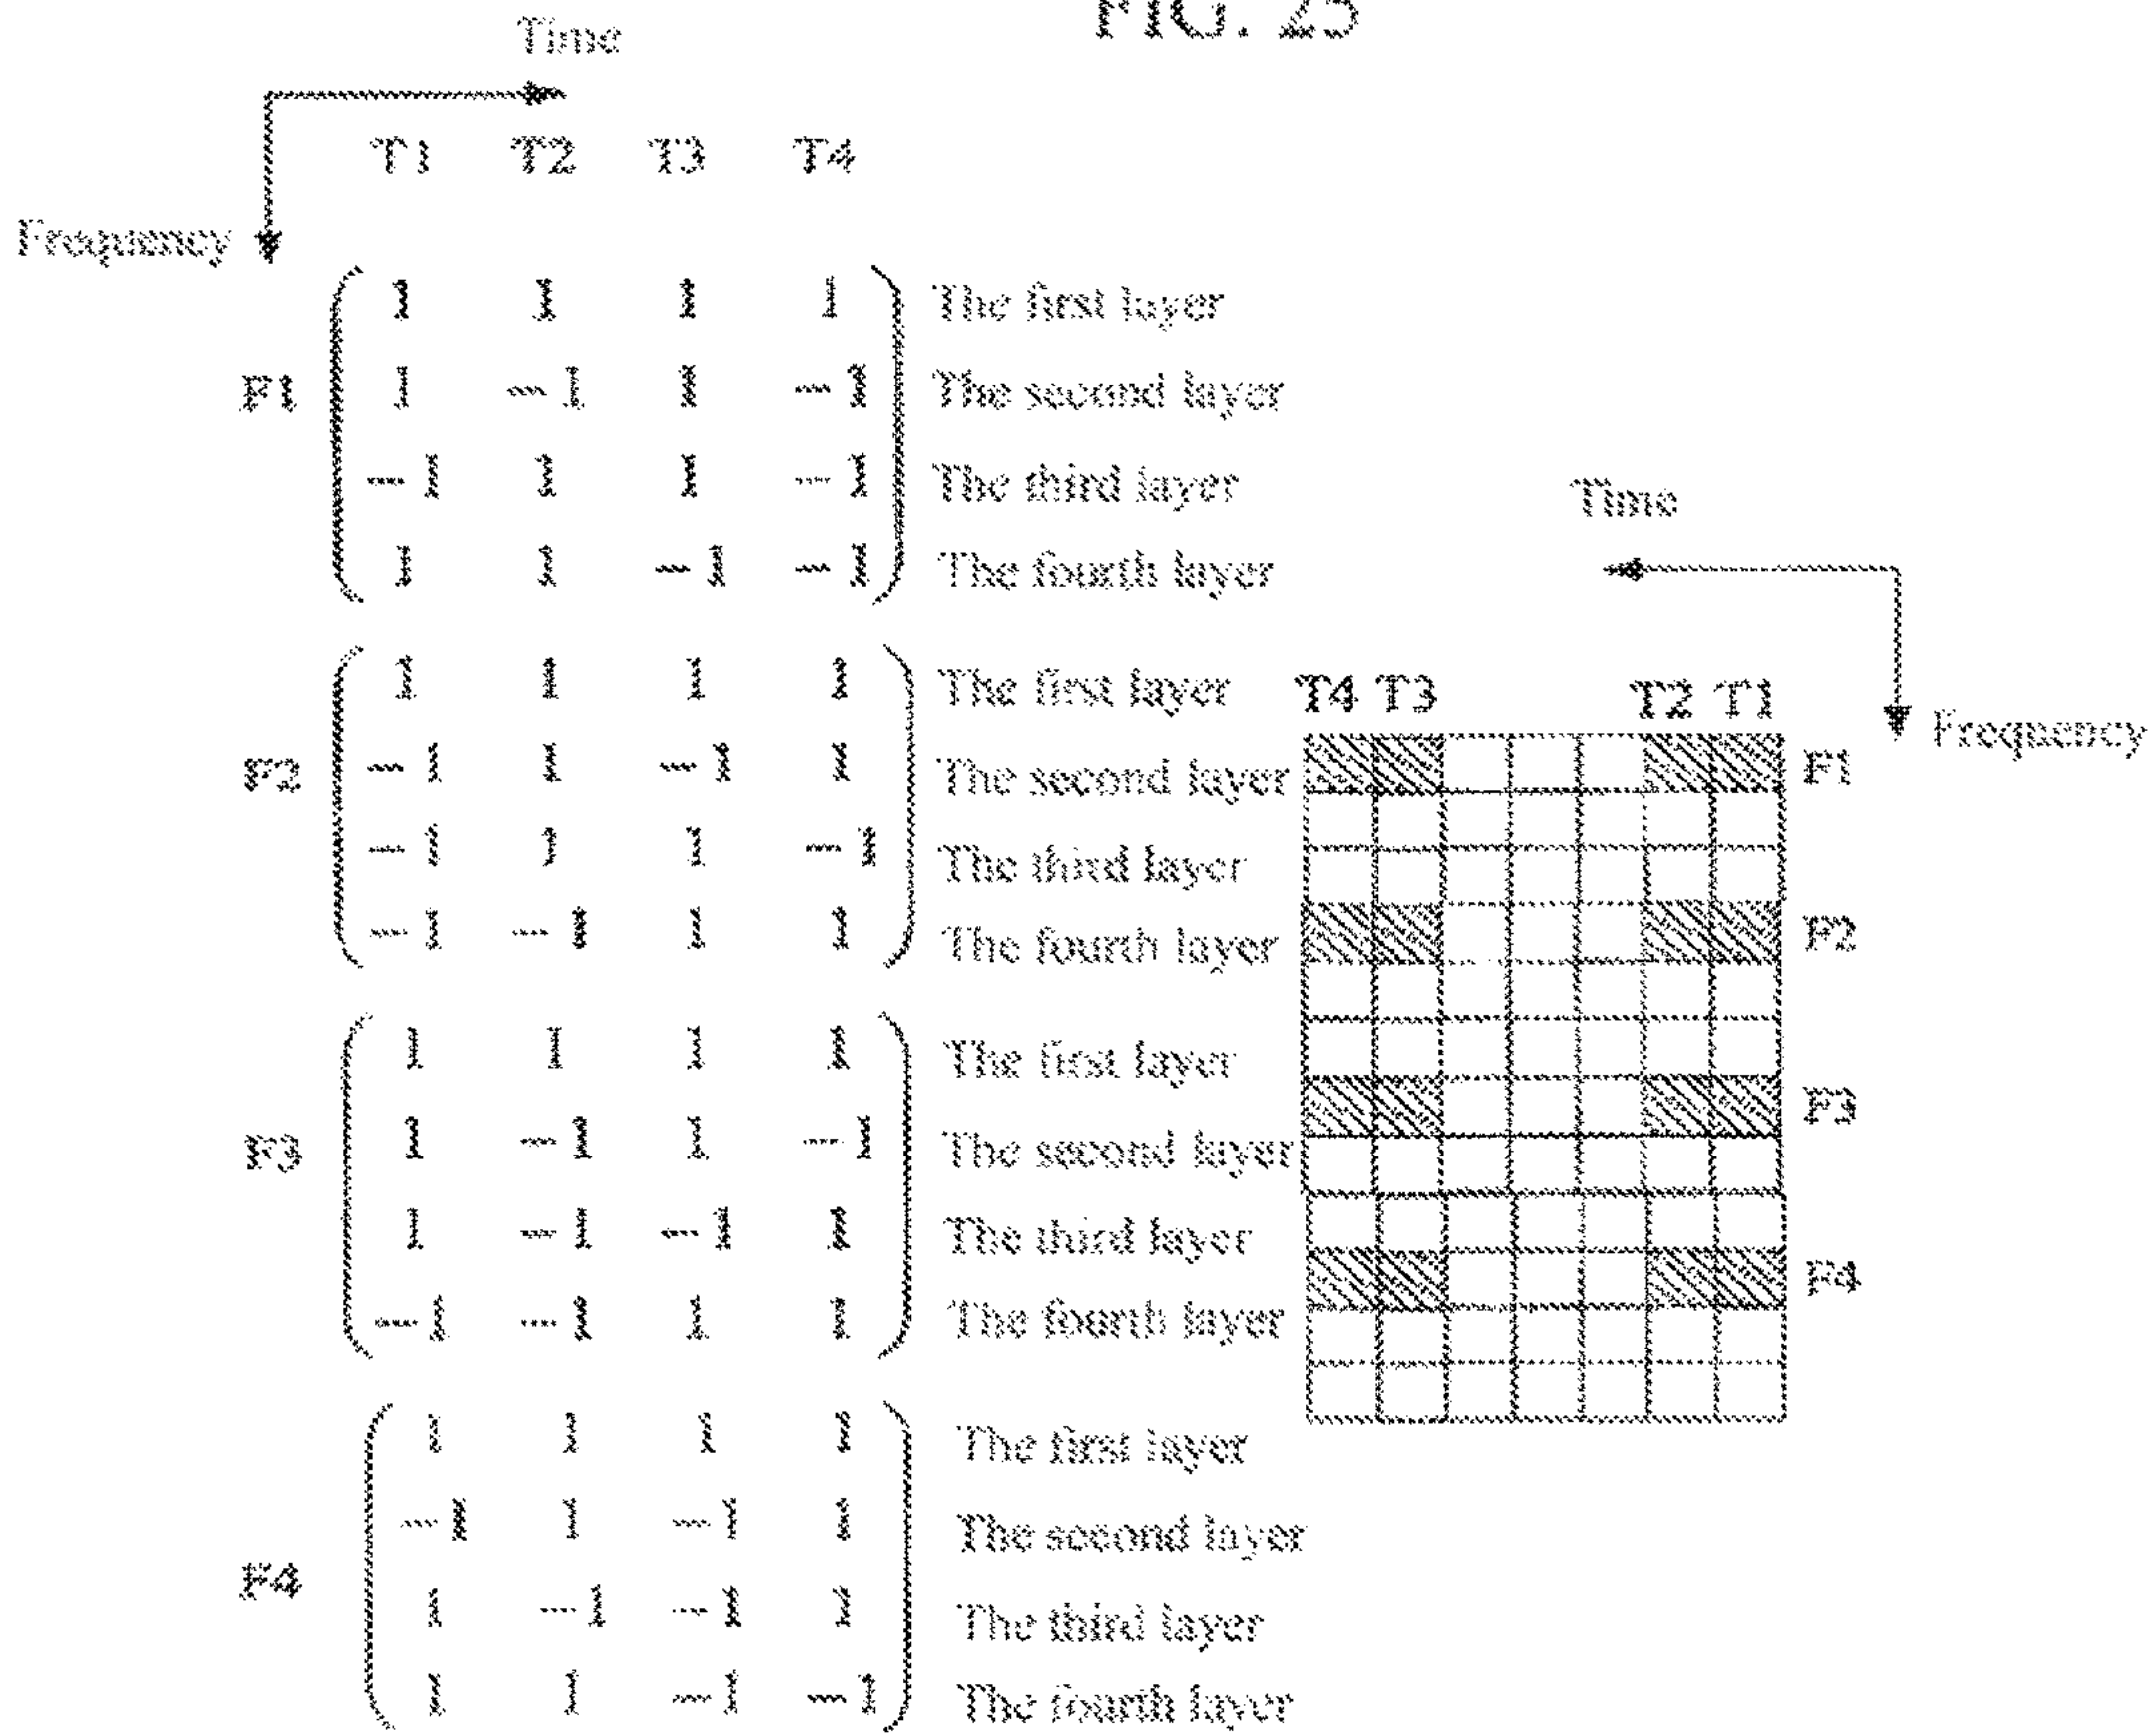 FIG. 25
Time
T1 T2 T3 T4
Frequency
F1
1 1 1 1 The first layer
1 -1 1 -1 The second layer
-1 1 1 -1 The third layer
1 1 -1 -1 The fourth layer
F2
1 1 1 1 The first layer
-1 1 -1 1 The second layer
-1 1 1 -1 The third layer
-1 -1 1 1 The fourth layer
F3
1 1 1 1 The first layer
1 -1 1 -1 The second layer
1 -1 -1 1 The third layer
-1 -1 1 1 The fourth layer
F4
1 1 1 1 The first layer
-1 1 -1 1 The second layer
1 -1 -1 1 The third layer
1 1 -1 -1 The fourth layer
Time
Frequency
T4 T3 T2 T1
F1
F2
F3
F4